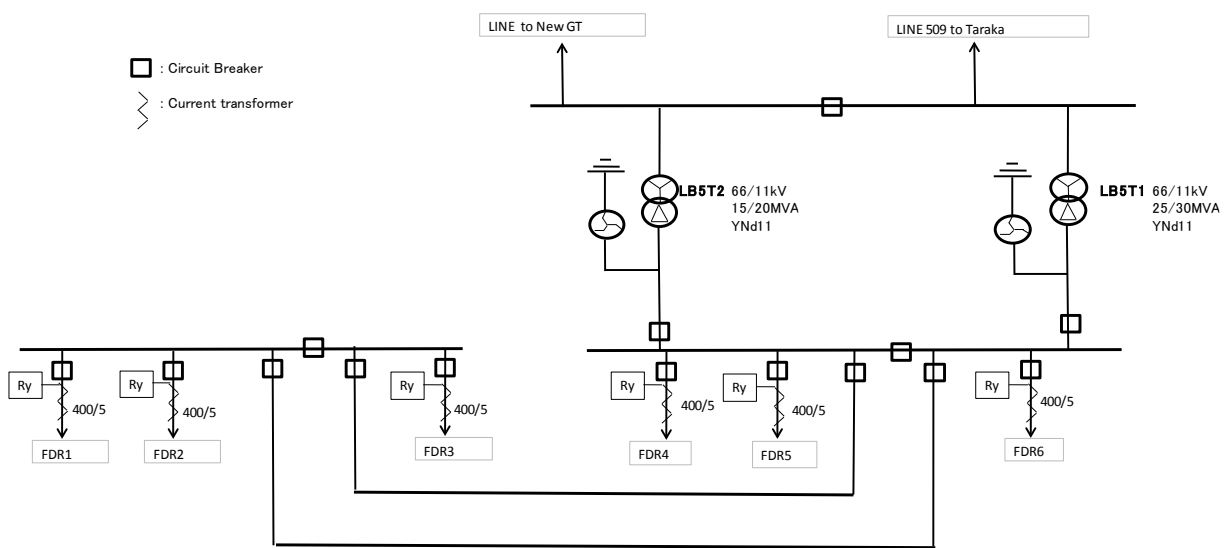 LINE to New GT
LINE 509 to Taraka
: Circuit Breaker
: Current transformer
LB5T2 66/11kV
15/20MVA
YNd11
LB5T1 66/11kV
25/30MVA
YNd11
Ry
400/5
FDR1
Ry
400/5
FDR2
Ry
400/5
FDR3
Ry
400/5
FDR4
Ry
400/5
FDR5
Ry
400/5
FDR6